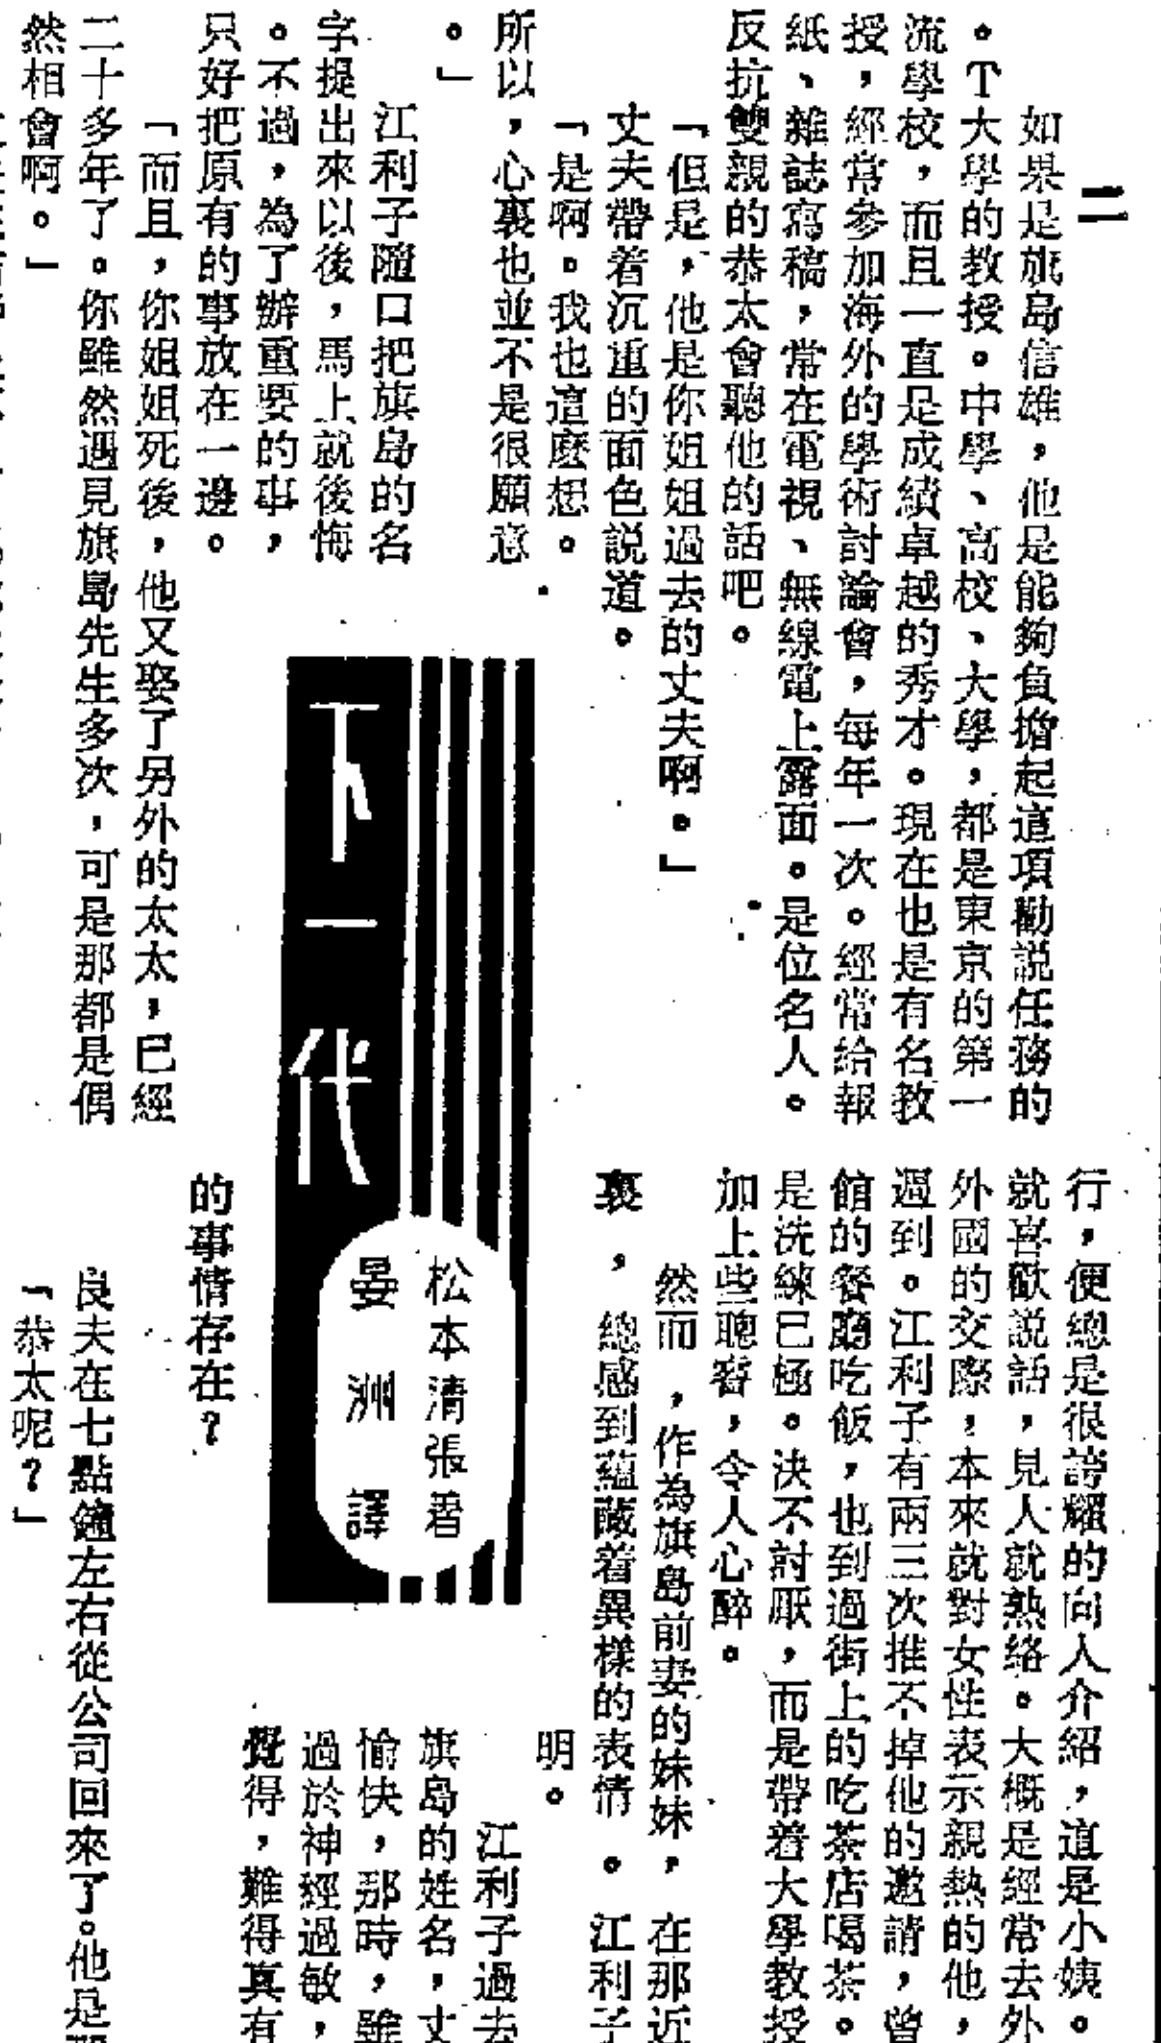 二
如果是旗島信雄，他是能夠負擔起這項勸説任務的
。T大學的教授。中學、高校、大學，都是東京的第一
流學校，而且一直是成績卓越的秀才。現在也是有名教
授，經常參加海外的學術討論會，每年一次。經常給報
紙、雜誌寫稿，常在電視、無線電上露面。是位名人。
反抗雙親的恭太會聽他的話吧。
「但是，他是你姐姐過去的丈夫啊。」
丈夫帶着沉重的面色説道。
「是啊。我也這麼想。
所以，心裏也並不是很願意
。」
江利子隨口把旗島的名
字提出來以後，馬上就後悔
。不過，為了辦重要的事，
只好把原有的事放在一邊。
「而且，你姐姐死後，他又娶了另外的太太，已經
二十多年了。你雖然遇見旗島先生多次，可是那都是偶
然相會啊。」
下一代
松本清張著
晏洲譯
行，便總是很誇耀的向人介紹，這是小姨。
就喜歡説話，見人就熟絡。大概是經常去外
外國的交際，本來就對女性表示親熱的他，
週到。江利子有兩三次推不掉他的邀請，曾
館的餐廳吃飯，也到過街上的吃茶店喝茶。
是洗練已極。決不討厭，而是帶着大學教授
加上些聰睿，令人心醉。
然而，作為旗島前妻的妹妹，在那近
裏，總感到蘊藏着異樣的表情。江利子
明。
江利子過去
旗島的姓名，丈
愉快，那時，雖
過於神經過敏，
覺得，難得真有
的事情存在？
良夫在七點鐘左右從公司回來了。他是
「恭太呢？」